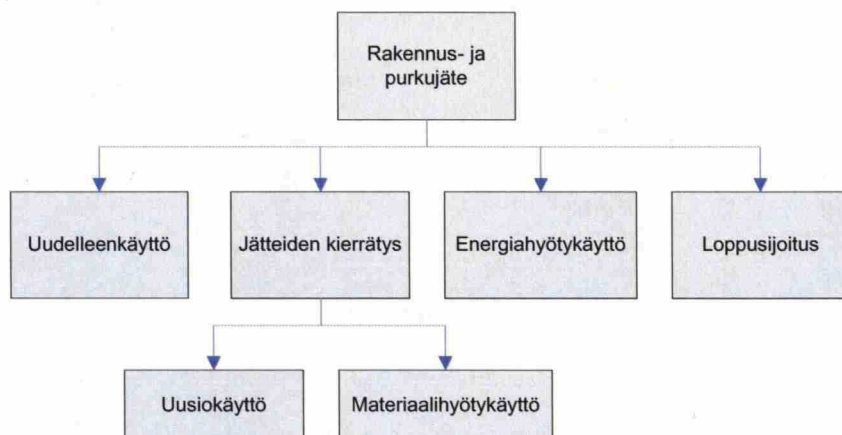 Rakennus- ja
purkujäte
Uudelleenkäyttö
Jätteiden kierrätys
Energiahyötykäyttö
Loppusijoitus
Uusiokäyttö
Materiaalihyötykäyttö